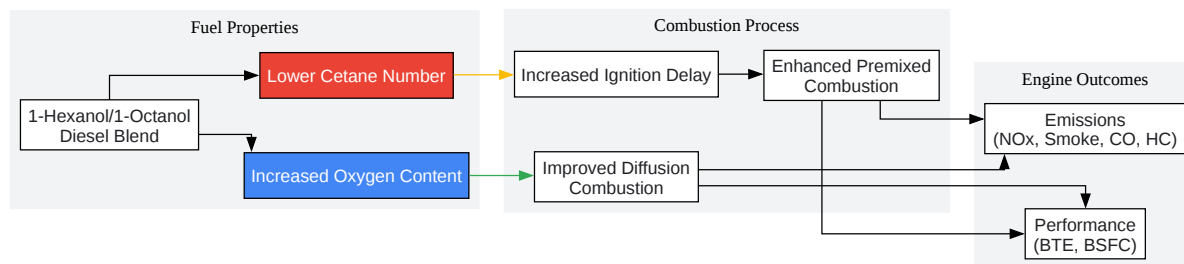 Fuel Properties
Combustion Process
Engine Outcomes
Lower Cetane Number
Increased Ignition Delay
Enhanced Premixed
Combustion
1-Hexanol/1-Octanol
Diesel Blend
Emissions
(NOx, Smoke, CO, HC)
Increased Oxygen Content
Improved Diffusion
Combustion
Performance
(BTE, BSFC)